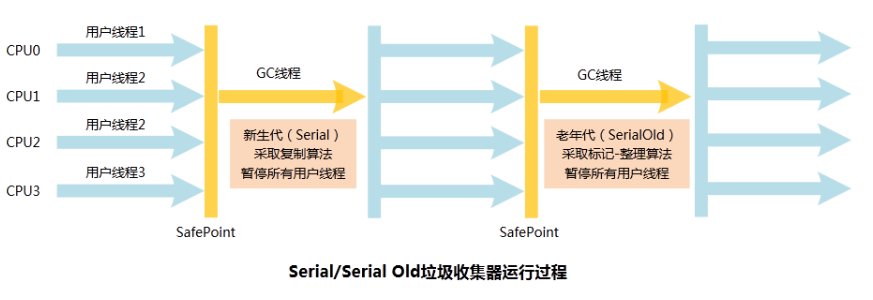 用户线程1
CPU0
GC线程
GC线程
用户线程2
CPU1
新生代（Serial）
采取复制算法
暂停所有用户线程
老年代（SerialOld）
采取标记-整理算法
暂停所有用户线程
用户线程2
CPU2
用户线程3
CPU3
SafePoint
SafePoint
Serial/Serial Old垃圾收集器运行过程